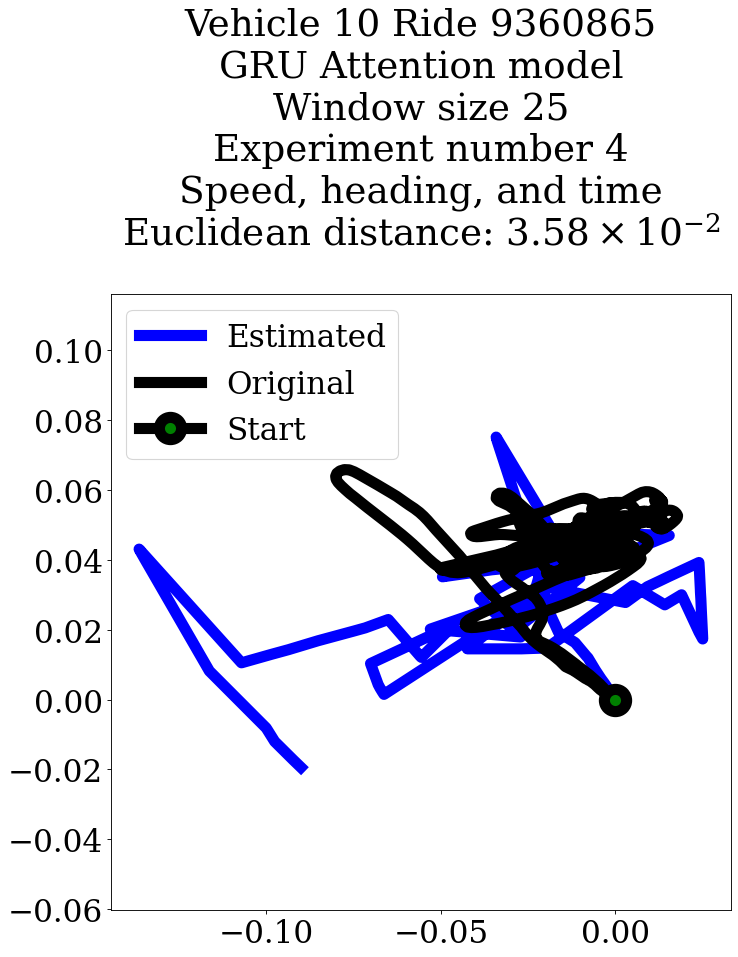 Vehicle 10 Ride 9360865
GRU Attention model
Window size 25
Experiment number 4
Speed, heading, and time
Euclidean distance: 3.58 × 10⁻²
Estimated
Original
Start
0.10
0.08
0.06
0.04
0.02
0.00
−0.02
−0.04
−0.06
−0.10
−0.05
0.00